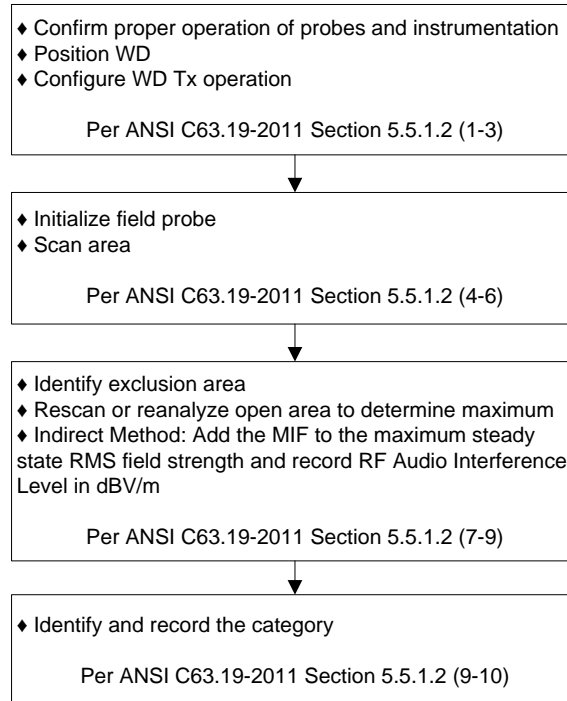 ♦ Confirm proper operation of probes and instrumentation
♦ Position WD
♦ Configure WD Tx operation
Per ANSI C63.19-2011 Section 5.5.1.2 (1-3)
♦ Initialize field probe
♦ Scan area
Per ANSI C63.19-2011 Section 5.5.1.2 (4-6)
♦ Identify exclusion area
♦ Rescan or reanalyze open area to determine maximum
♦ Indirect Method: Add the MIF to the maximum steady
state RMS field strength and record RF Audio Interference
Level in dBV/m
Per ANSI C63.19-2011 Section 5.5.1.2 (7-9)
♦ Identify and record the category
Per ANSI C63.19-2011 Section 5.5.1.2 (9-10)